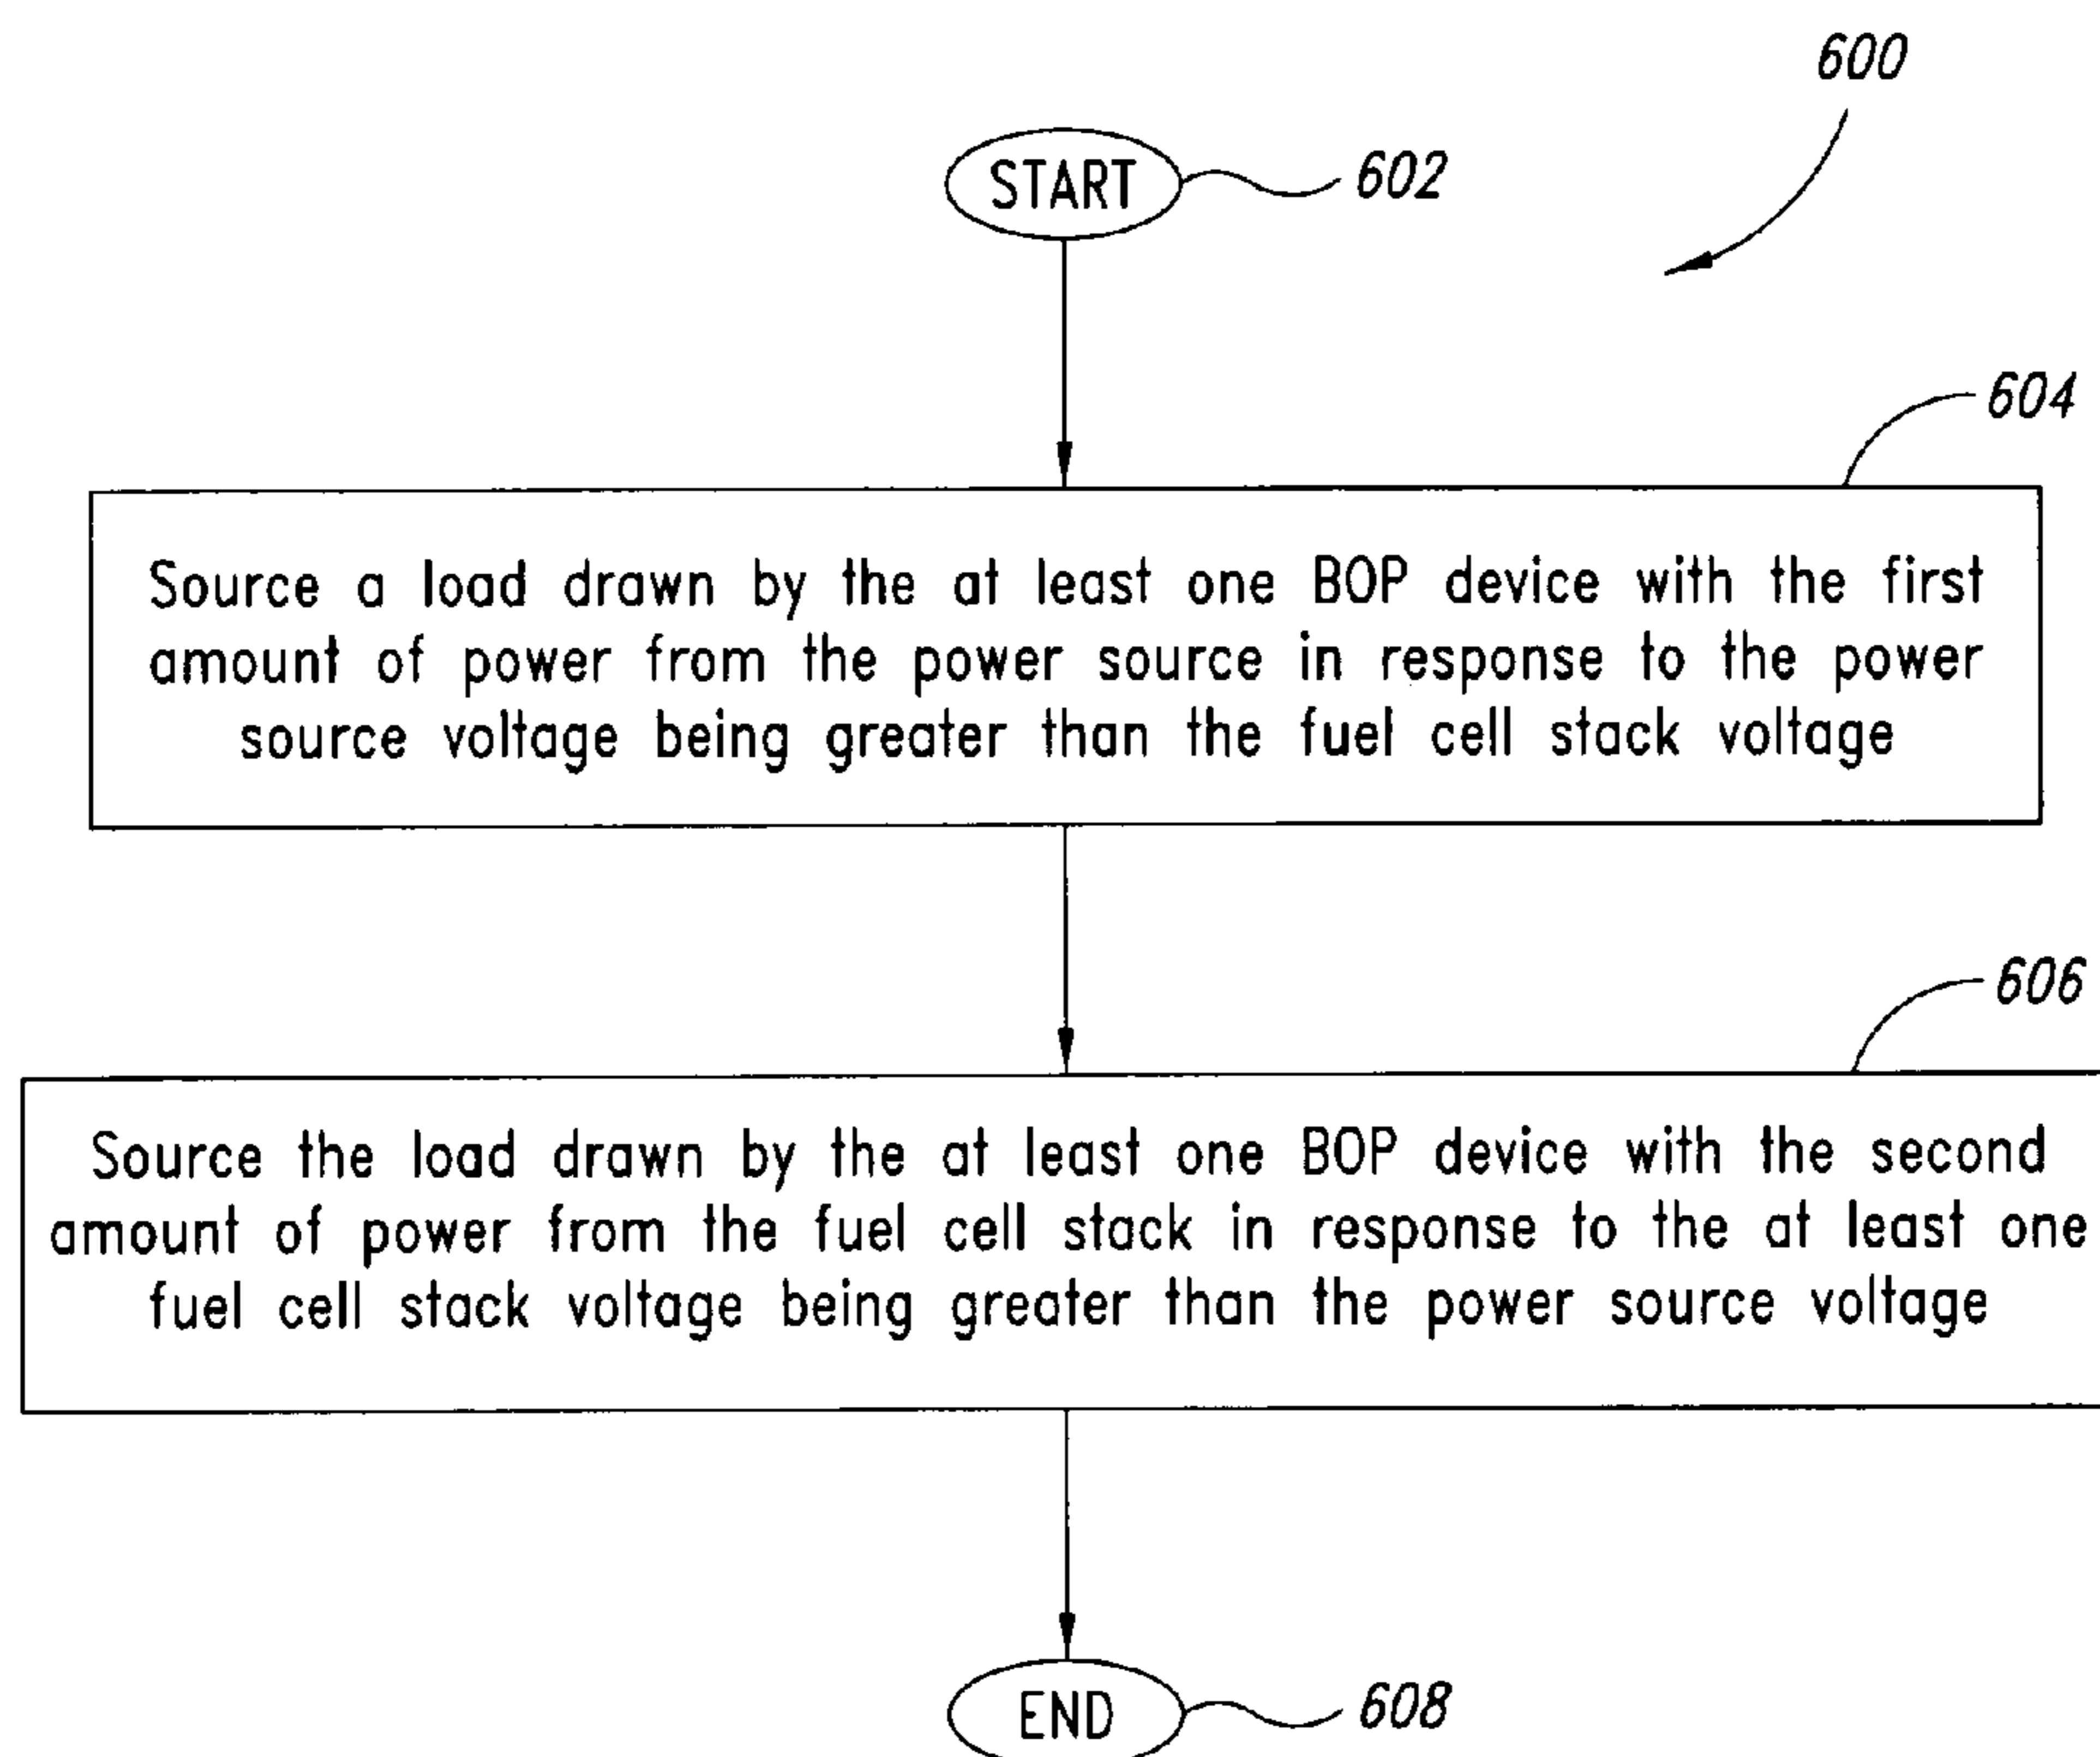 600
START
602
604
Source a load drawn by the at least one BOP device with the first
amount of power from the power source in response to the power
source voltage being greater than the fuel cell stack voltage
606
Source the load drawn by the at least one BOP device with the second
amount of power from the fuel cell stack in response to the at least one
fuel cell stack voltage being greater than the power source voltage
END
608